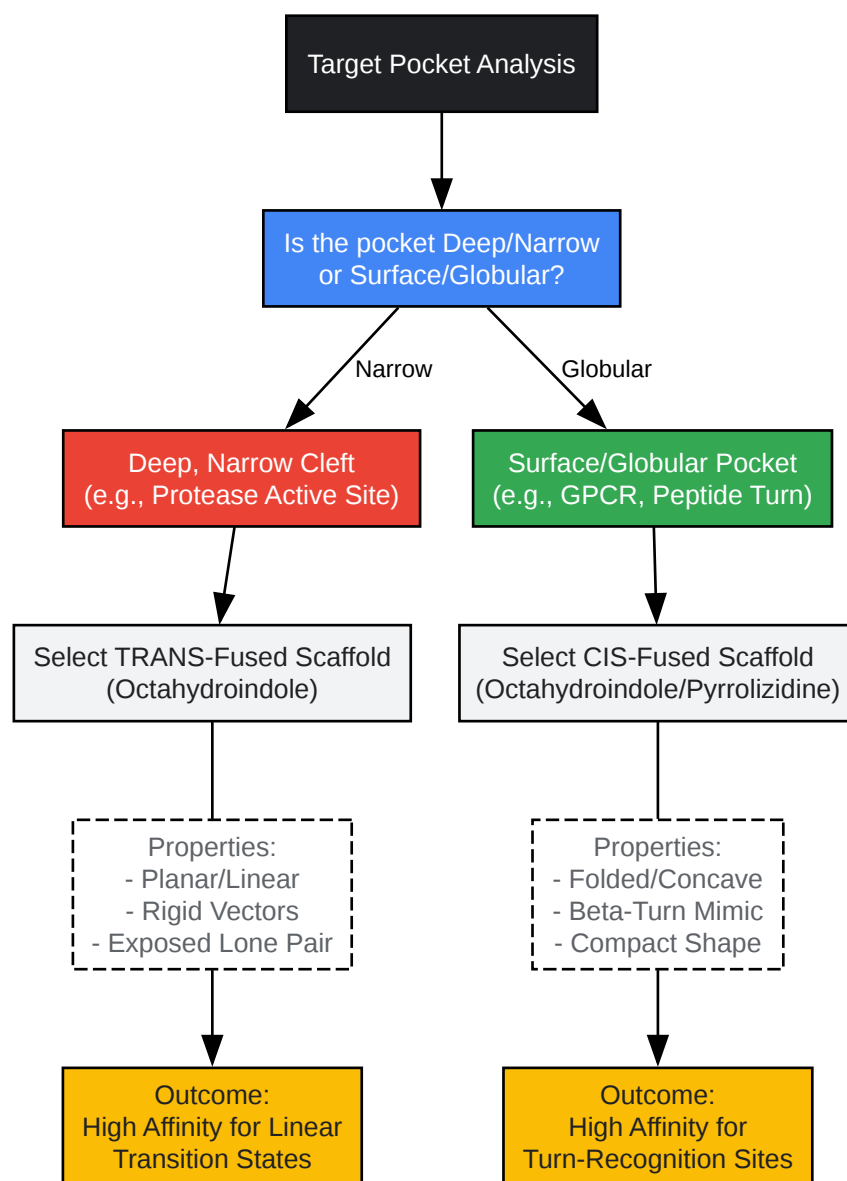 Target Pocket Analysis
Is the pocket Deep/Narrow
or Surface/Globular?
Narrow
Globular
Deep, Narrow Cleft
(e.g., Protease Active Site)
Surface/Globular Pocket
(e.g., GPCR, Peptide Turn)
Select TRANS-Fused Scaffold
(Octahydroindole)
Select CIS-Fused Scaffold
(Octahydroindole/Pyrrolizidine)
Properties:
- Planar/Linear
- Rigid Vectors
- Exposed Lone Pair
Properties:
- Folded/Concave
- Beta-Turn Mimic
- Compact Shape
Outcome:
High Affinity for Linear
Transition States
Outcome:
High Affinity for
Turn-Recognition Sites